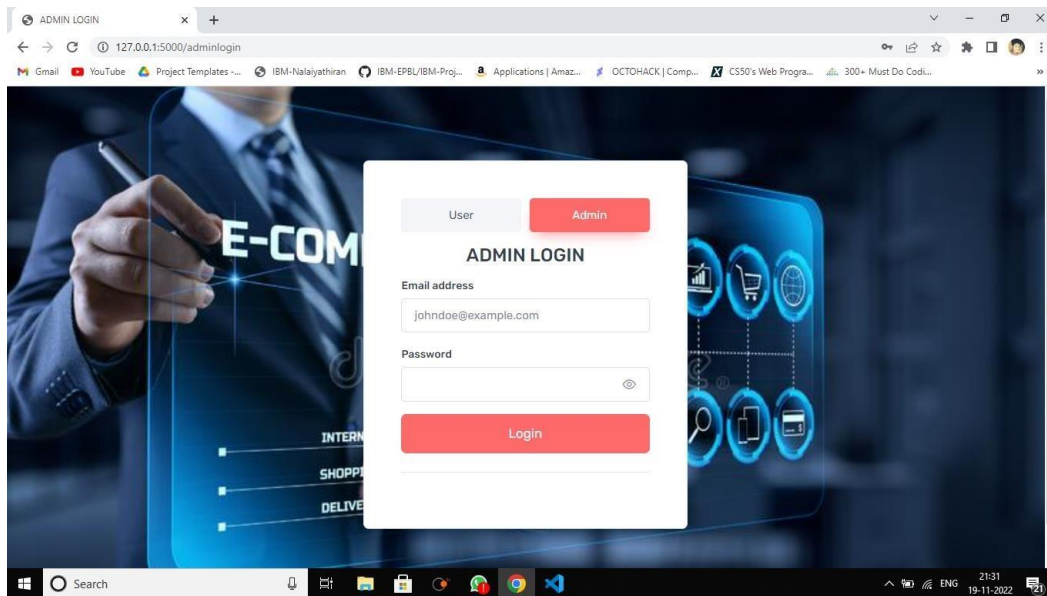 ADMIN LOGIN
127.0.0.1:5000/adminlogin
Gmail YouTube Project Templates -... IBM-Nalaiyathiran IBM-EPBL/IBM-Proj... Applications | Amaz... OCTOHACK | Comp... CS50's Web Progra... 300+ Must Do Codi... »
E-COM
User Admin
ADMIN LOGIN
Email address
johndoe@example.com
Password
Login
INTERN
SHOPPI
DELIVE
Search
ENG
21:31
19-11-2022
21